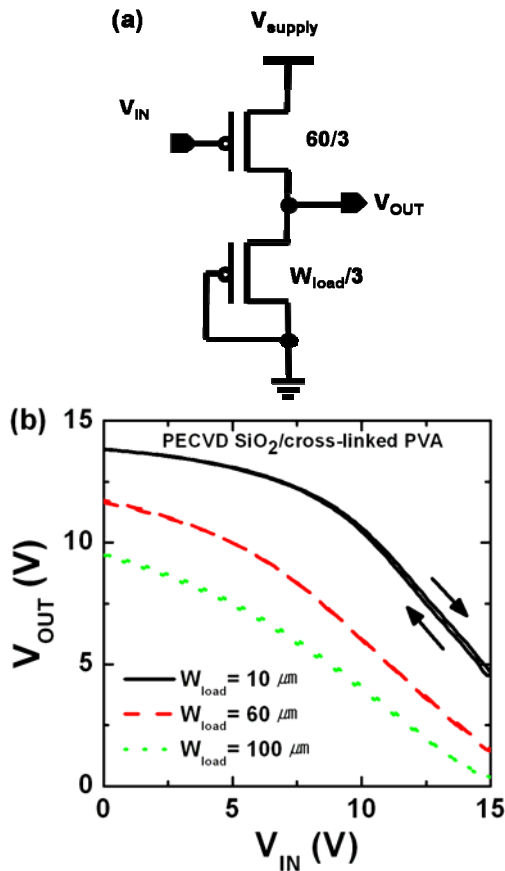 (a)
Vsupply
VIN
60/3
VOUT
Wload/3
(b)
15
PECVD SiO2/cross-linked PVA
10
5
0
VOUT (V)
Wload= 10 ㎛
Wload= 60 ㎛
Wload= 100 ㎛
0 5 10 15
VIN (V)